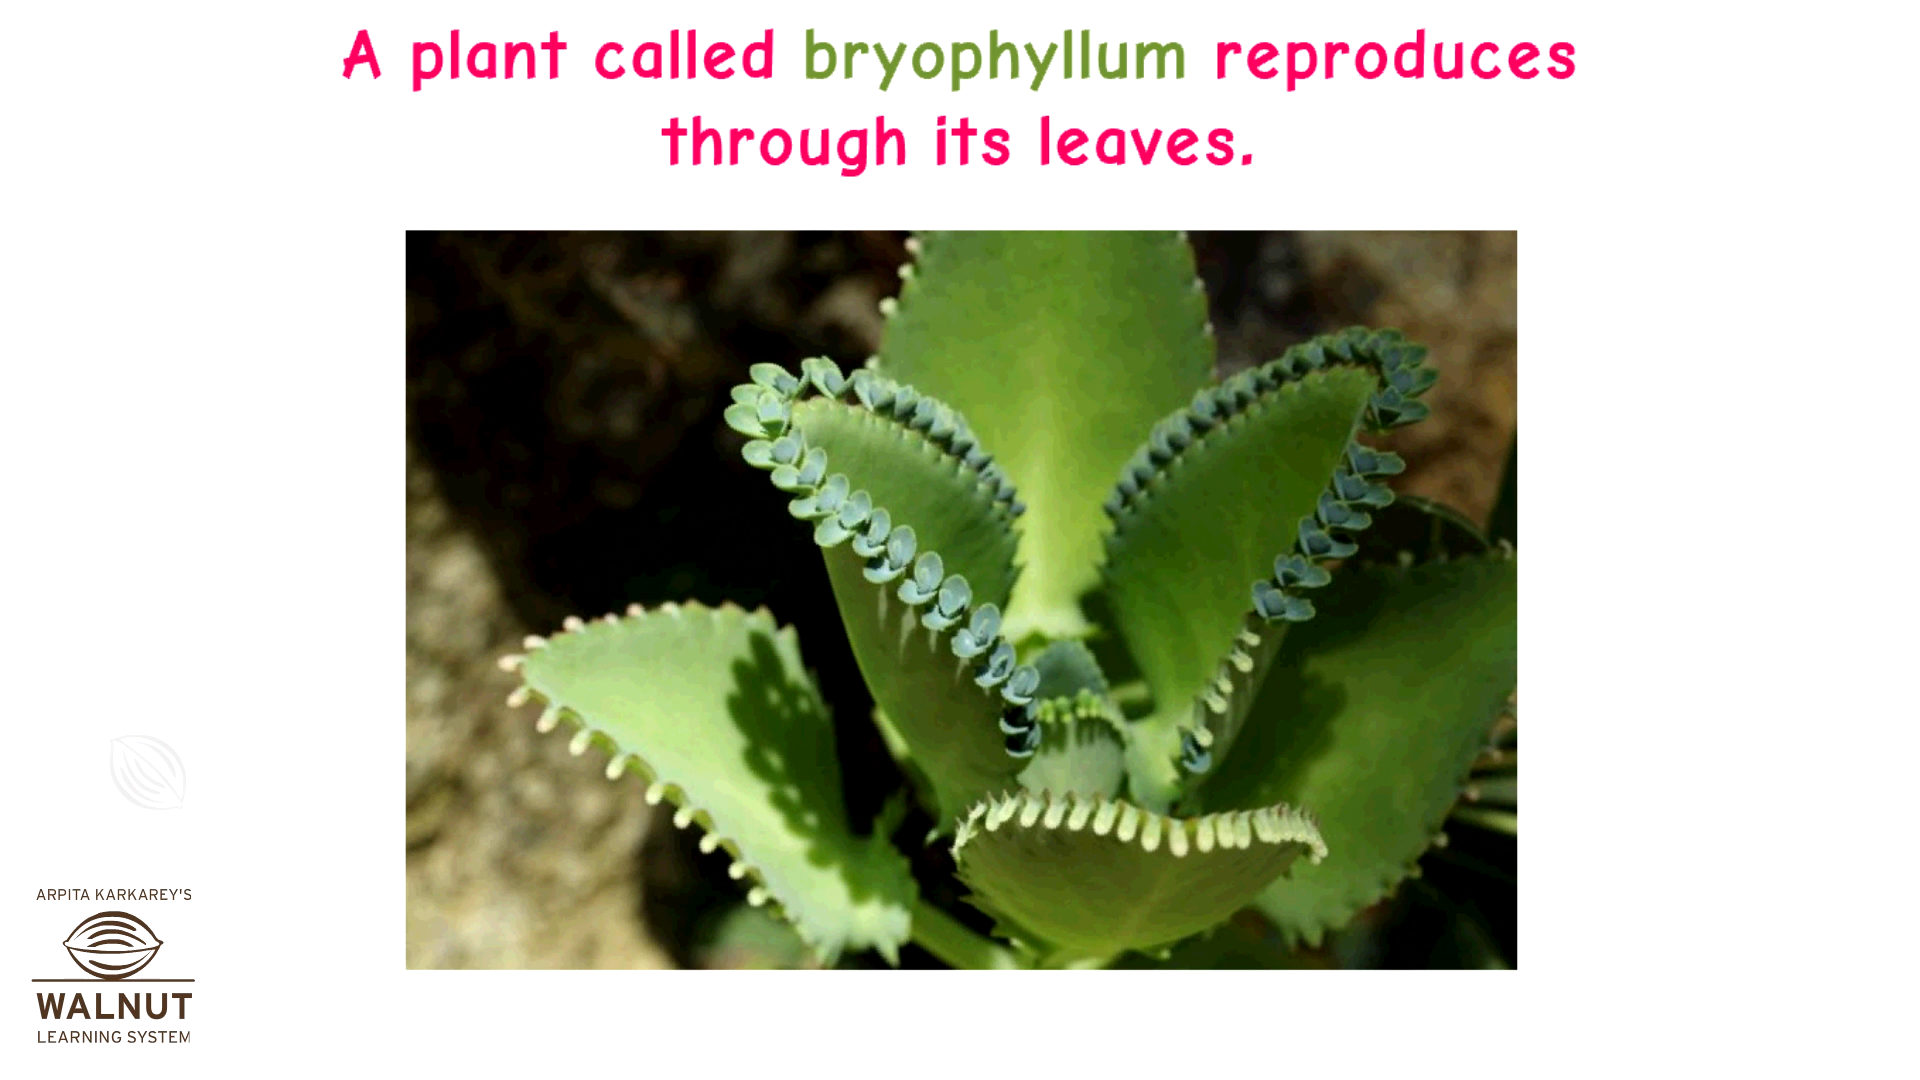 A plant called bryophyllum reproduces
through its leaves.
ARPITA KARKAREY'S
WALNUT
LEARNING SYSTEM